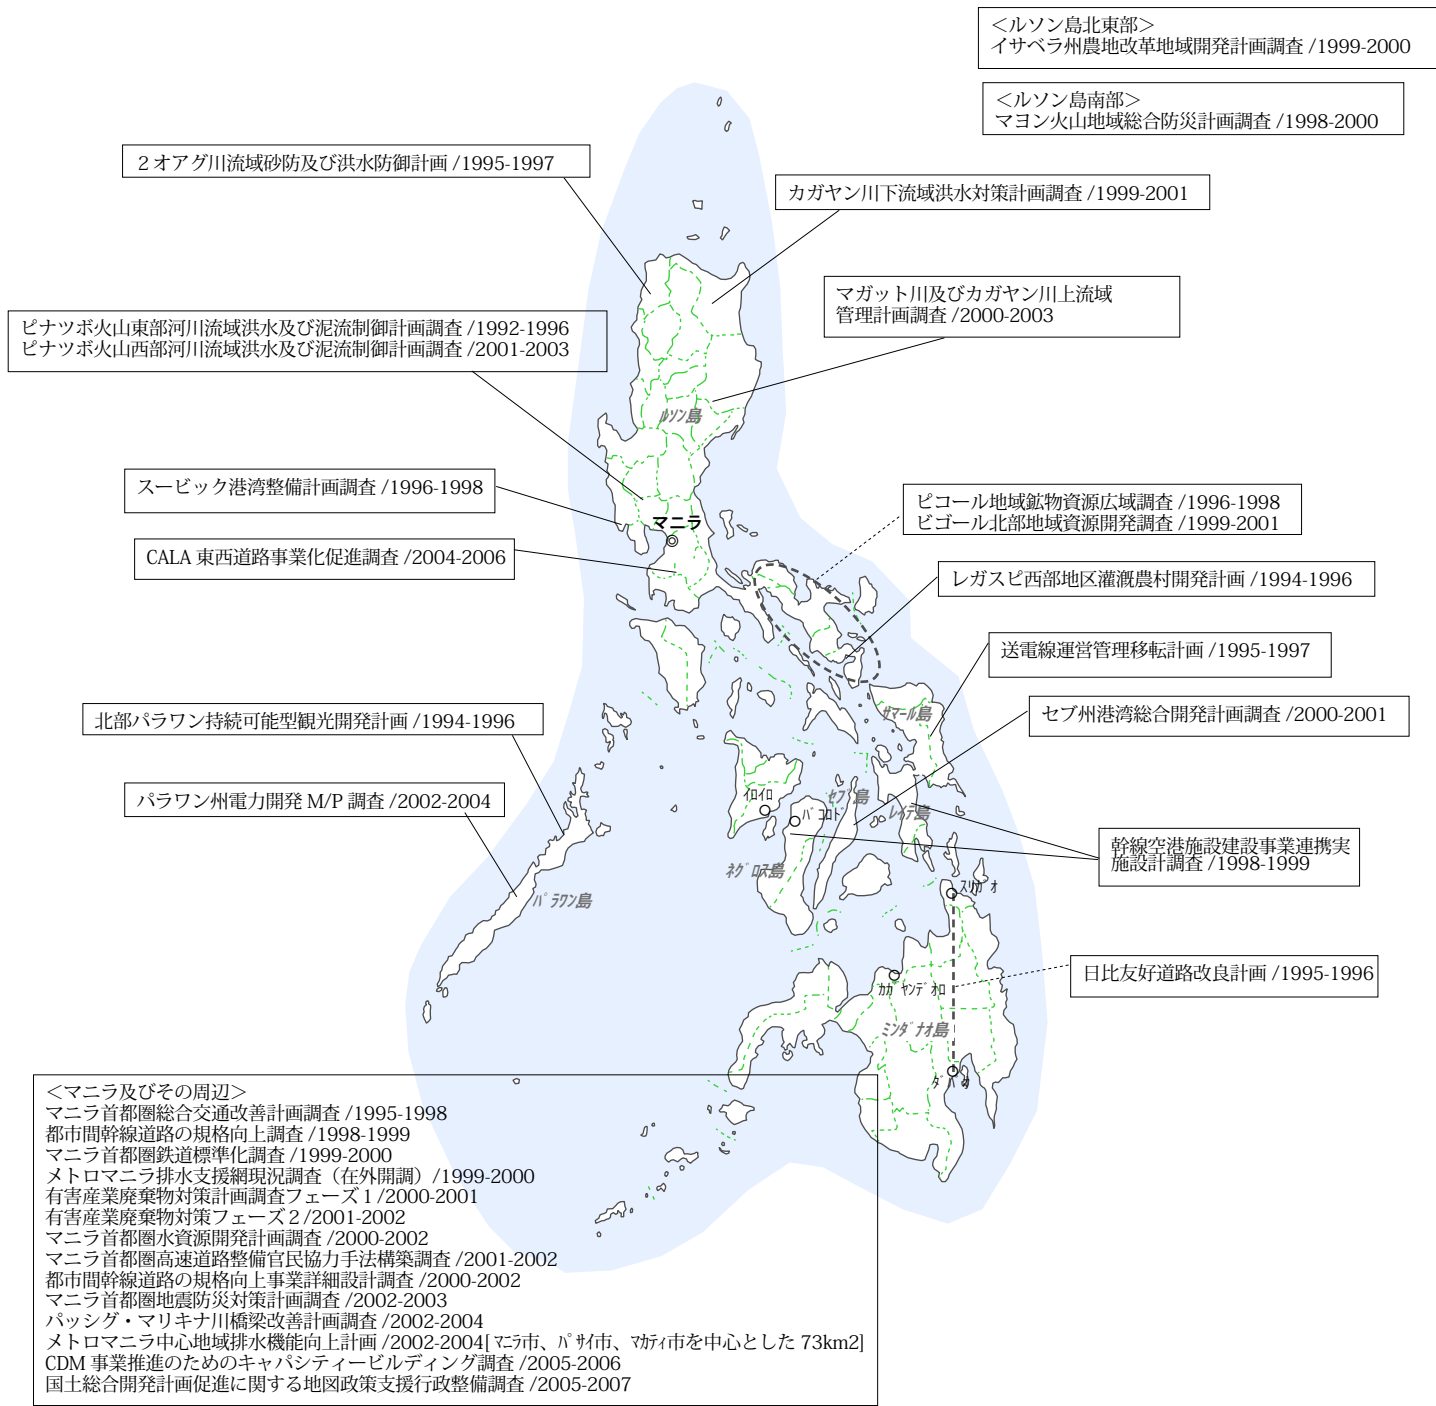 ＜ルソン島北東部＞
イサベラ州農地改革地域開発計画調査 /1999-2000
＜ルソン島南部＞
マヨン火山地域総合防災計画調査 /1998-2000
２オアグ川流域砂防及び洪水防御計画 /1995-1997
カガヤン川下流域洪水対策計画調査 /1999-2001
マガット川及びカガヤン川上流域
管理計画調査 /2000-2003
ピナツボ火山東部河川流域洪水及び泥流制御計画調査 /1992-1996
ピナツボ火山西部河川流域洪水及び泥流制御計画調査 /2001-2003
ﾙｿﾝ島
スービック港湾整備計画調査 /1996-1998
マニラ
ピコール地域鉱物資源広域調査 /1996-1998
ビゴール北部地域資源開発調査 /1999-2001
CALA 東西道路事業化促進調査 /2004-2006
レガスピ西部地区灌漑農村開発計画 /1994-1996
送電線運営管理移転計画 /1995-1997
北部パラワン持続可能型観光開発計画 /1994-1996
ｻﾏｰﾙ島
セブ州港湾総合開発計画調査 /2000-2001
パラワン州電力開発 M/P 調査 /2002-2004
ｲﾛｲﾛ
ｾﾌﾞ島
ﾊﾞｺﾛﾄﾞ
ﾚｲﾃ島
幹線空港施設建設事業連携実
施設計調査 /1998-1999
ﾈｸﾞﾛｽ島
ｽﾘｶﾞｵ
ﾊﾟﾗﾜﾝ島
日比友好道路改良計画 /1995-1996
ｶｶﾞﾔﾝﾃﾞｵﾛ
ﾐﾝﾀﾞﾅｵ島
ﾀﾞﾊﾞｵ
＜マニラ及びその周辺＞
マニラ首都圏総合交通改善計画調査 /1995-1998
都市間幹線道路の規格向上調査 /1998-1999
マニラ首都圏鉄道標準化調査 /1999-2000
メトロマニラ排水支援網現況調査（在外開調）/1999-2000
有害産業廃棄物対策計画調査フェーズ１/2000-2001
有害産業廃棄物対策フェーズ２/2001-2002
マニラ首都圏水資源開発計画調査 /2000-2002
マニラ首都圏高速道路整備官民協力手法構築調査 /2001-2002
都市間幹線道路の規格向上事業詳細設計調査 /2000-2002
マニラ首都圏地震防災対策計画調査 /2002-2003
パッシグ・マリキナ川橋梁改善計画調査 /2002-2004
メトロマニラ中心地域排水機能向上計画 /2002-2004[ﾏﾆﾗ市、ﾊﾟｻｲ市、ﾏｶﾃｨ市を中心とした 73km2]
CDM 事業推進のためのキャパシティービルディング調査 /2005-2006
国土総合開発計画促進に関する地図政策支援行政整備調査 /2005-2007